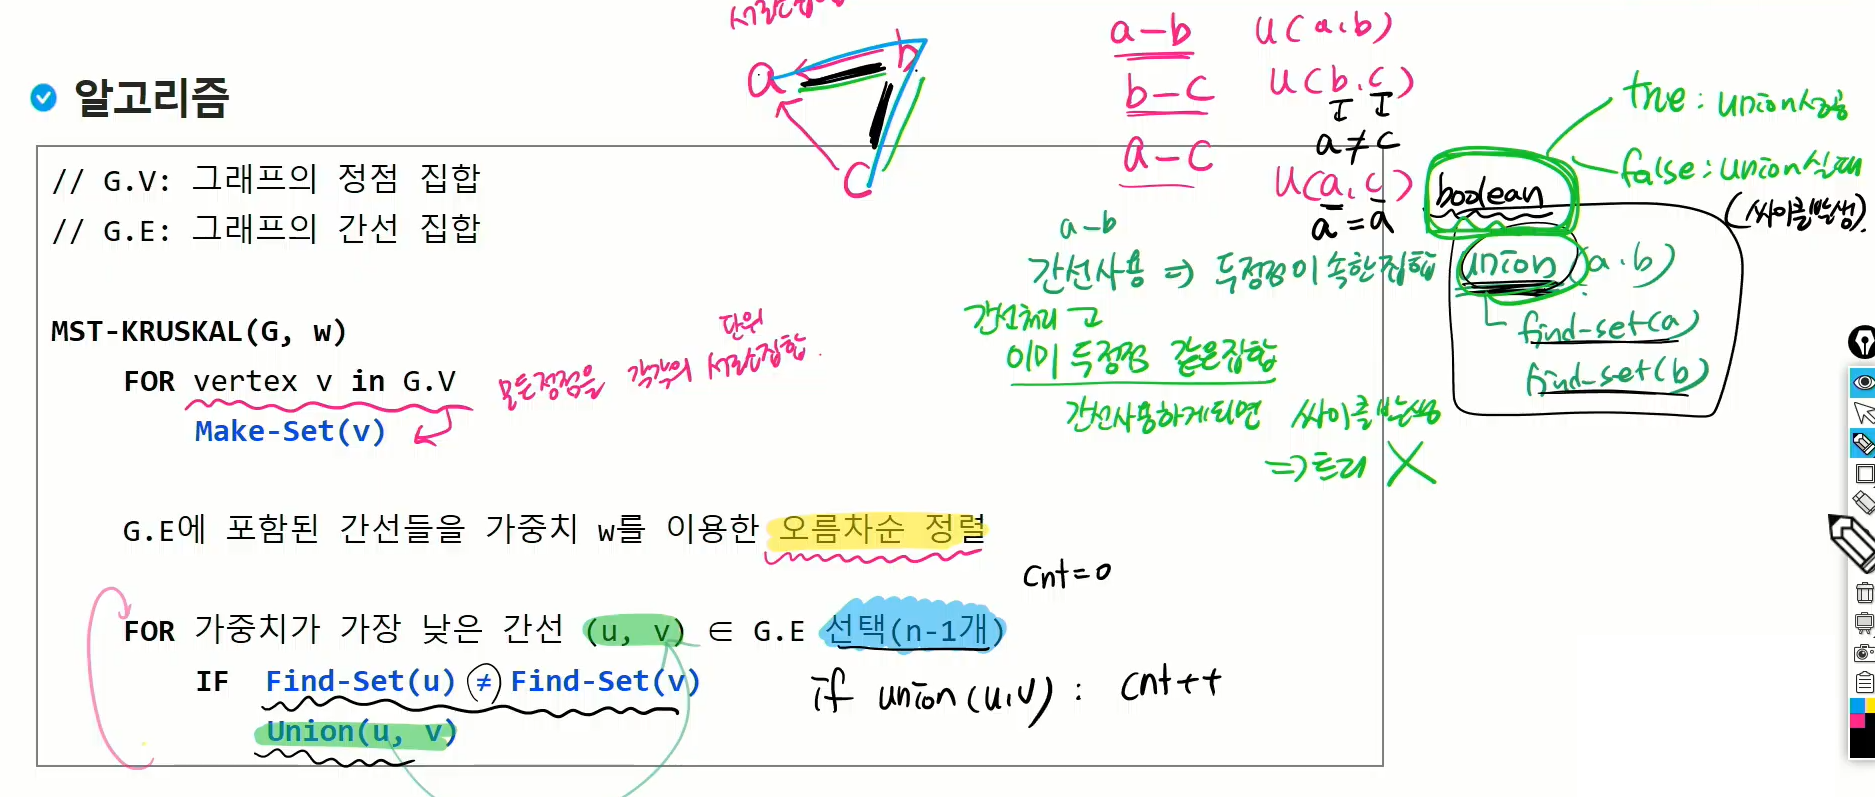 알고리즘
// G.V: 그래프의 정점 집합
// G.E: 그래프의 간선 집합
MST-KRUSKAL(G, w)
FOR vertex v in G.V
Make-Set(v)
모든정점을 각각의 단위 서로소집합.
G.E에 포함된 간선들을 가중치 w를 이용한 오름차순 정렬
cnt=0
FOR 가중치가 가장 낮은 간선 (u, v) ∈ G.E 선택(n-1개)
IF Find-Set(u) ≠ Find-Set(v)
Union(u, v)
if union(u,v) : cnt++
a
b
c
a-b U(a,b)
b-c U(b,c)
a≠c
a-c U(a,c)
a=a
a-b
간선사용 => 두정점이 속한집합
간선처리
이미 두정점 같은집합
간선사용하게되면 싸이클발생
=> 트리 X
true : union성공
false : union실패
(싸이클발생).
boolean
union(a,b)
find-set(a)
find-set(b)